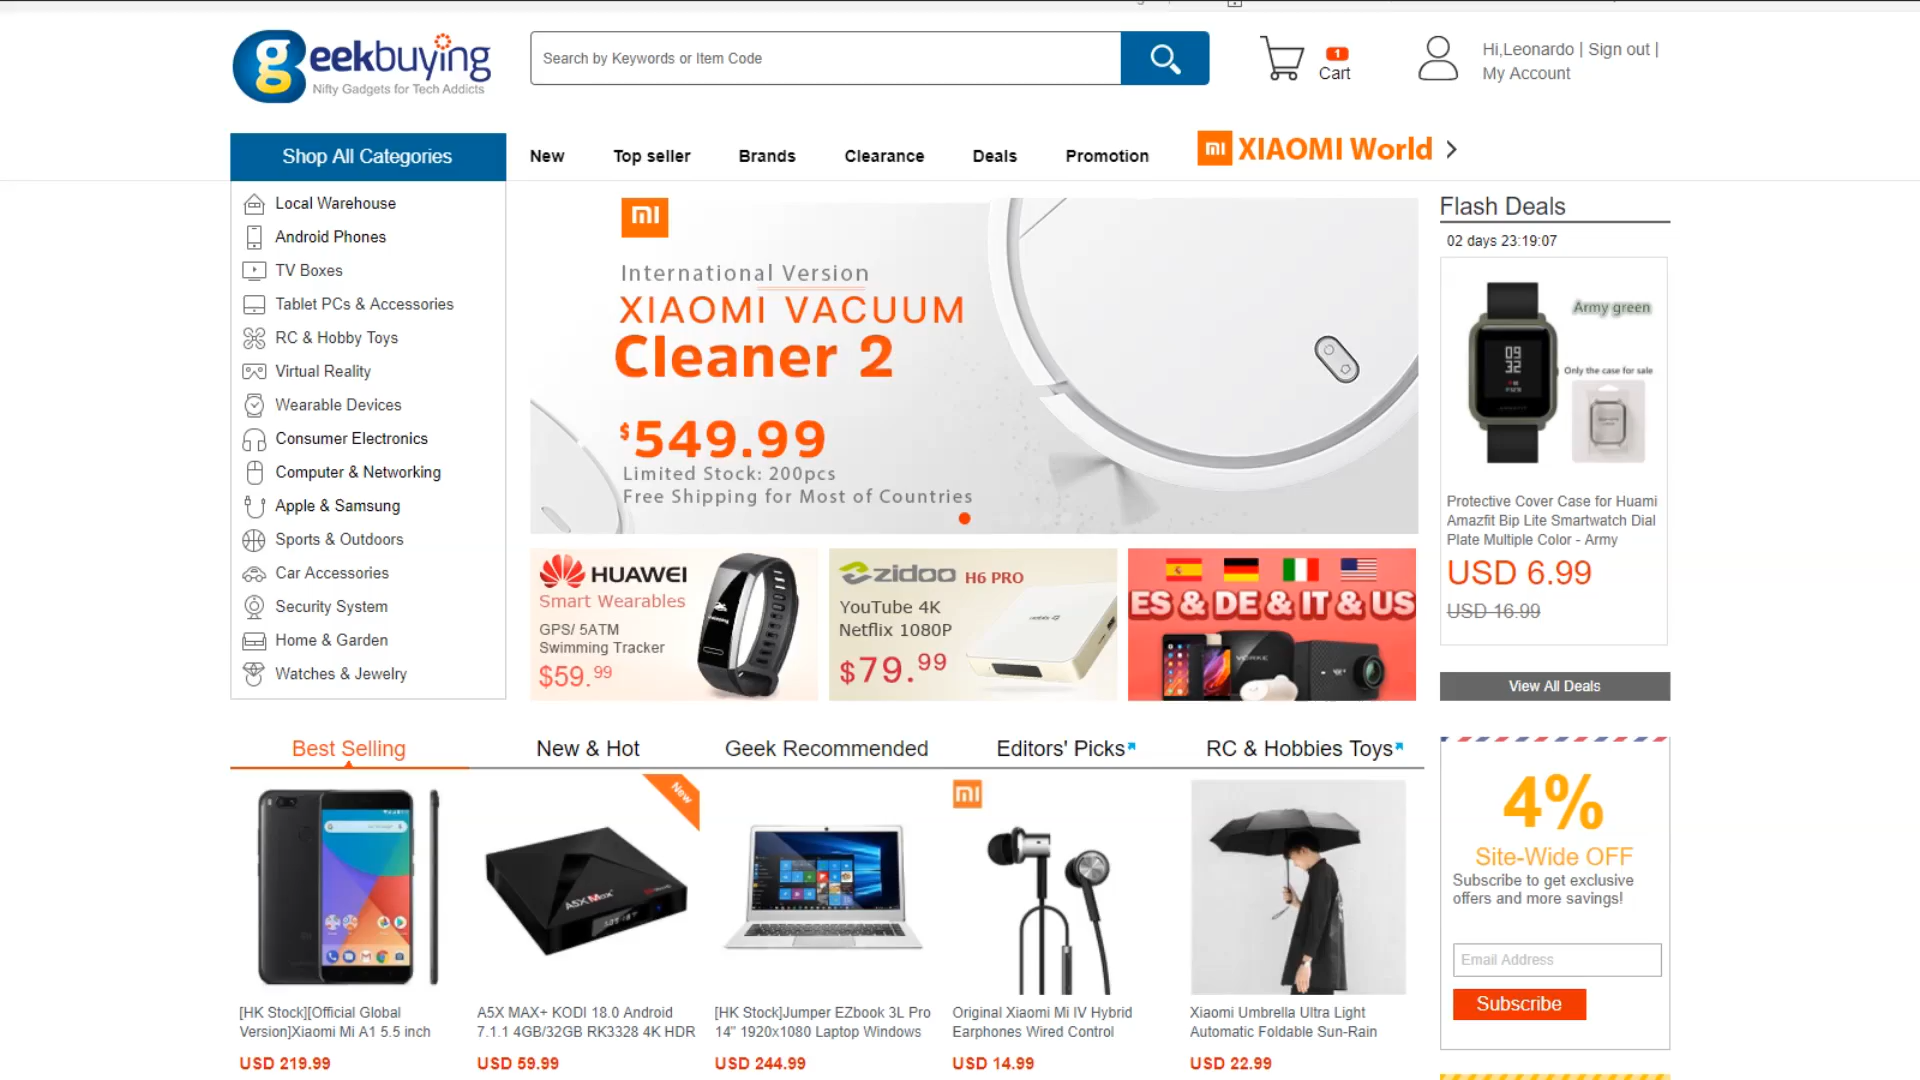 geekbuying
Nifty Gadgets for Tech Addicts
Search by Keywords or Item Code
1
Cart
Hi,Leonardo | Sign out |
My Account
Shop All Categories
New
Top seller
Brands
Clearance
Deals
Promotion
mi XIAOMI World
Local Warehouse
Android Phones
TV Boxes
Tablet PCs & Accessories
RC & Hobby Toys
Virtual Reality
Wearable Devices
Consumer Electronics
Computer & Networking
Apple & Samsung
Sports & Outdoors
Car Accessories
Security System
Home & Garden
Watches & Jewelry
mi
International Version
XIAOMI VACUUM
Cleaner 2
$549.99
Limited Stock: 200pcs
Free Shipping for Most of Countries
Flash Deals
02 days 23:19:07
Army green
09
32
Only the case for sale
Protective Cover Case for Huami
Amazfit Bip Lite Smartwatch Dial
Plate Multiple Color - Army
USD 6.99
USD 16.99
View All Deals
HUAWEI
Smart Wearables
GPS/ 5ATM
Swimming Tracker
$59.99
zidoo H6 PRO
YouTube 4K
Netflix 1080P
$79.99
ES & DE & IT & US
Best Selling
New & Hot
Geek Recommended
Editors' Picks
RC & Hobbies Toys
New
A5X Max+
mi
[HK Stock][Official Global
Version]Xiaomi Mi A1 5.5 inch
USD 219.99
A5X MAX+ KODI 18.0 Android
7.1.1 4GB/32GB RK3328 4K HDR
USD 59.99
[HK Stock]Jumper EZbook 3L Pro
14" 1920x1080 Laptop Windows
USD 244.99
Original Xiaomi Mi IV Hybrid
Earphones Wired Control
USD 14.99
Xiaomi Umbrella Ultra Light
Automatic Foldable Sun-Rain
USD 22.99
4%
Site-Wide OFF
Subscribe to get exclusive
offers and more savings!
Email Address
Subscribe